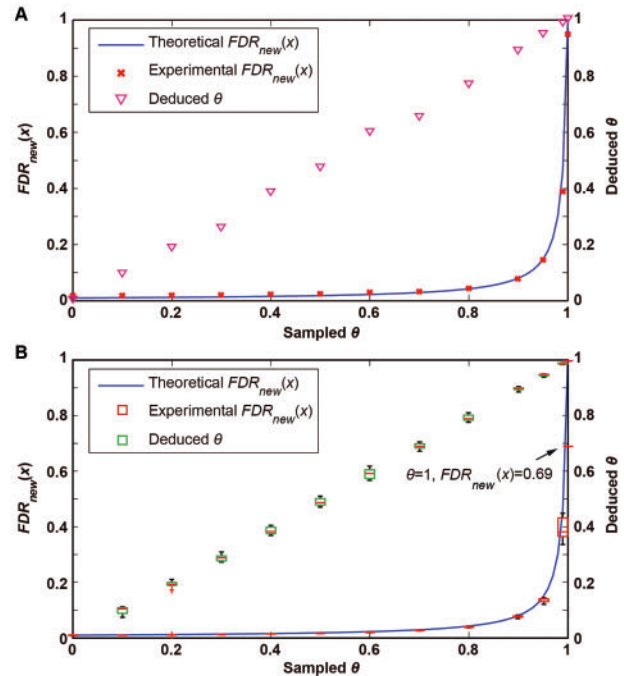 A
Theoretical FDRnew(x)
Experimental FDRnew(x)
Deduced θ
FDRnew(x)
Deduced θ
1
0.8
0.6
0.4
0.2
0
1
0.8
0.6
0.4
0.2
0
0 0.2 0.4 0.6 0.8 1
Sampled θ
B
Theoretical FDRnew(x)
Experimental FDRnew(x)
Deduced θ
θ=1, FDRnew(x)=0.69
FDRnew(x)
Deduced θ
1
0.8
0.6
0.4
0.2
0
1
0.8
0.6
0.4
0.2
0
0 0.2 0.4 0.6 0.8 1
Sampled θ